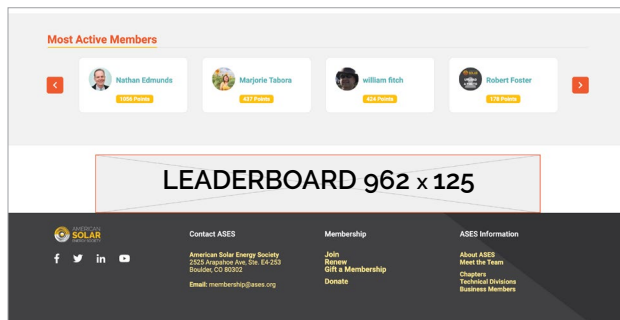 Most Active Members
Nathan Edmunds
1056 Points
Marjorie Tabora
437 Points
william fitch
424 Points
Robert Foster
178 Points
LEADERBOARD 962 x 125
AMERICAN
SOLAR
ENERGY SOCIETY
Contact ASES
American Solar Energy Society
2525 Arapahoe Ave, Ste. E4-253
Boulder, CO 80302
Email: membership@ases.org
Membership
Join
Renew
Gift a Membership
Donate
ASES Information
About ASES
Meet the Team
Chapters
Technical Divisions
Business Members